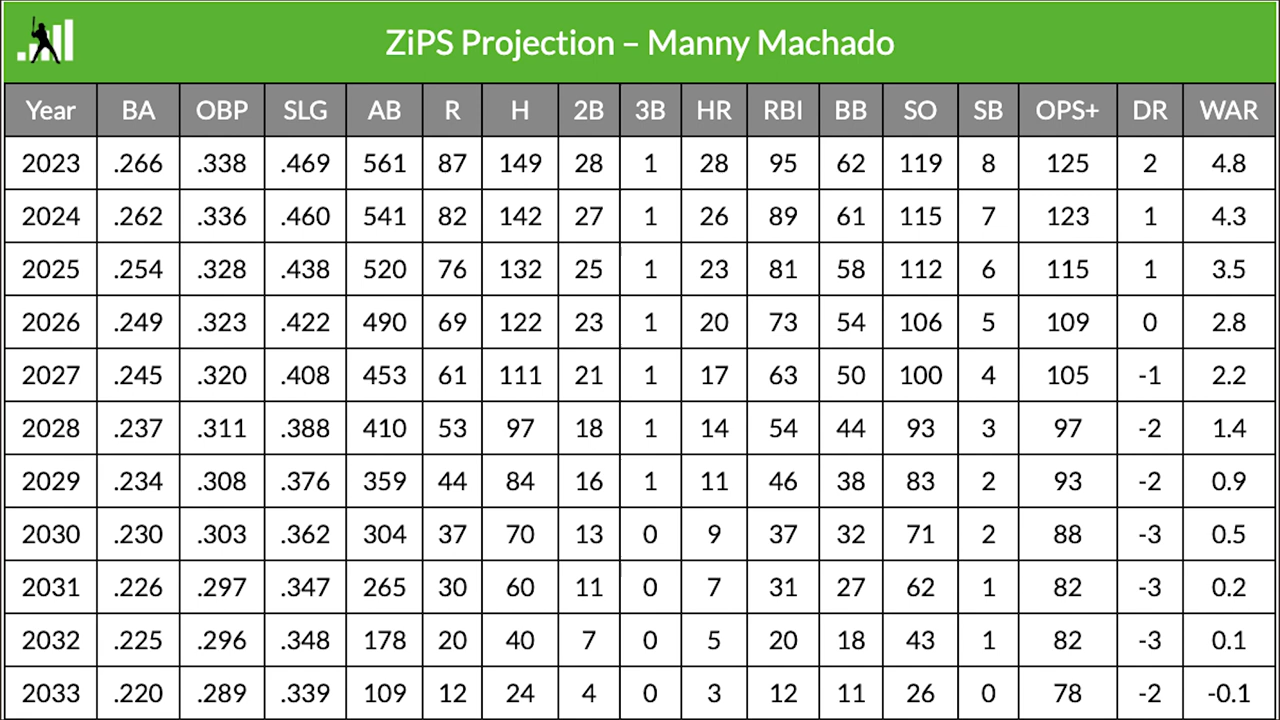 ZiPS Projection – Manny Machado
Year BA OBP SLG AB R H 2B 3B HR RBI BB SO SB OPS+ DR WAR
2023 .266 .338 .469 561 87 149 28 1 28 95 62 119 8 125 2 4.8
2024 .262 .336 .460 541 82 142 27 1 26 89 61 115 7 123 1 4.3
2025 .254 .328 .438 520 76 132 25 1 23 81 58 112 6 115 1 3.5
2026 .249 .323 .422 490 69 122 23 1 20 73 54 106 5 109 0 2.8
2027 .245 .320 .408 453 61 111 21 1 17 63 50 100 4 105 -1 2.2
2028 .237 .311 .388 410 53 97 18 1 14 54 44 93 3 97 -2 1.4
2029 .234 .308 .376 359 44 84 16 1 11 46 38 83 2 93 -2 0.9
2030 .230 .303 .362 304 37 70 13 0 9 37 32 71 2 88 -3 0.5
2031 .226 .297 .347 265 30 60 11 0 7 31 27 62 1 82 -3 0.2
2032 .225 .296 .348 178 20 40 7 0 5 20 18 43 1 82 -3 0.1
2033 .220 .289 .339 109 12 24 4 0 3 12 11 26 0 78 -2 -0.1